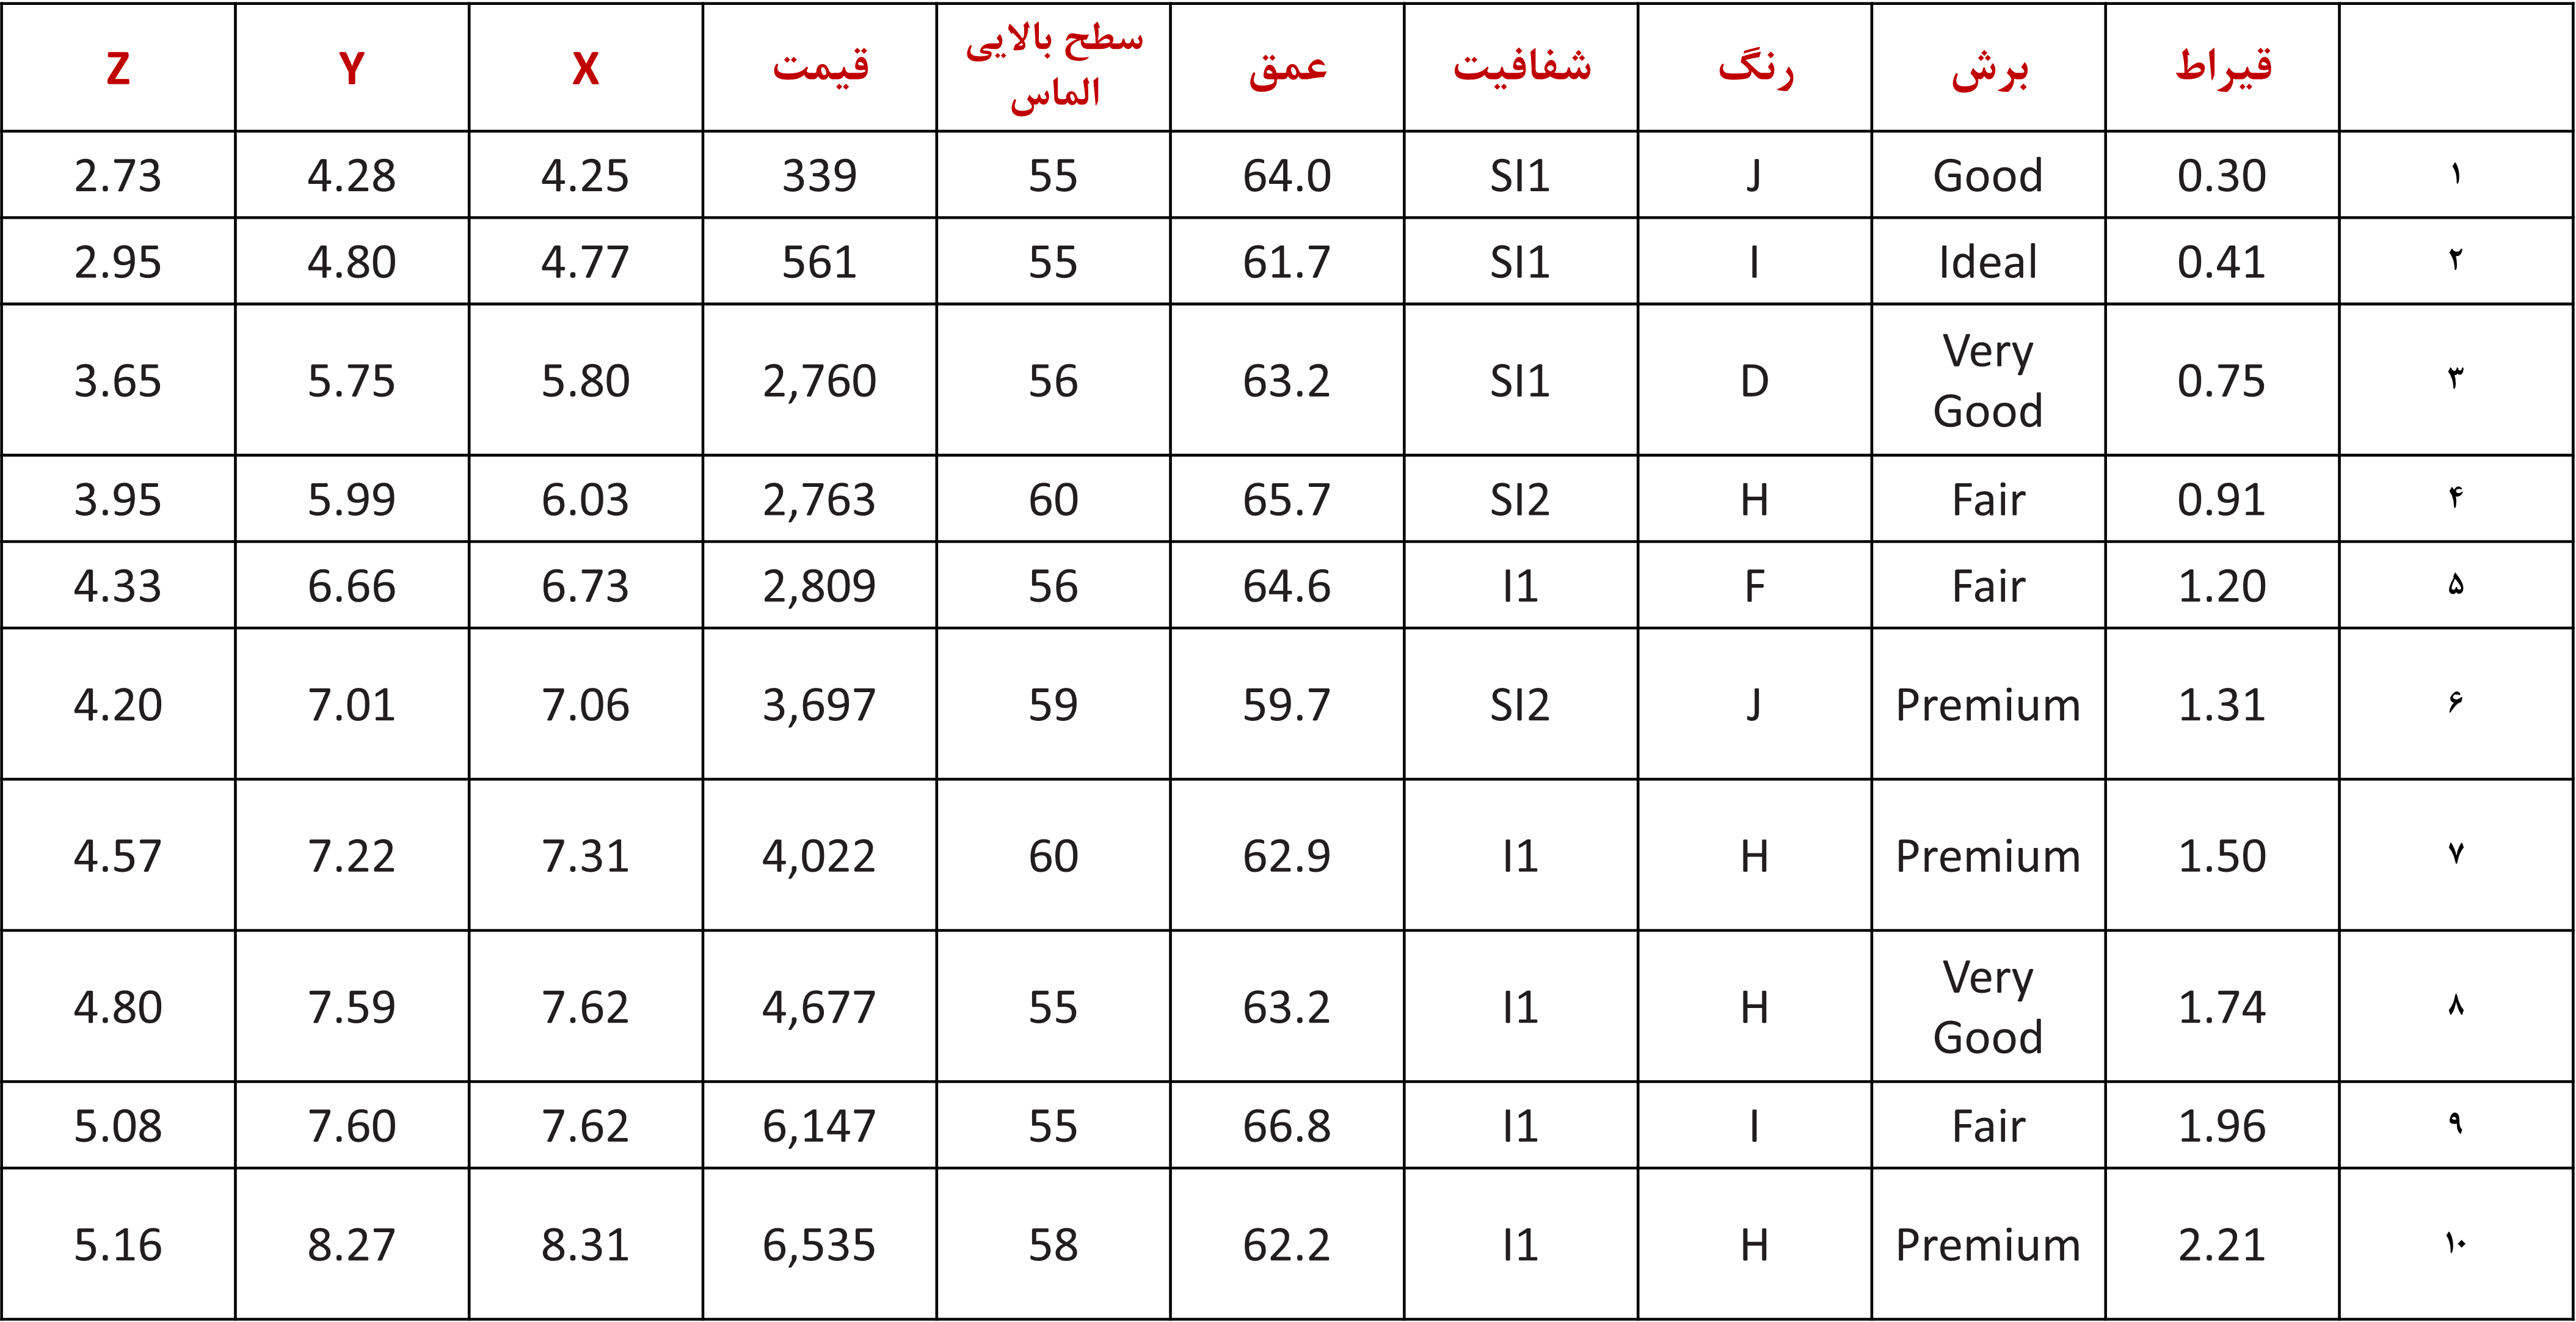 قیراط برش رنگ شفافیت عمق سطح بالایی الماس قیمت X Y Z
۱ 0.30 Good J SI1 64.0 55 339 4.25 4.28 2.73
۲ 0.41 Ideal I SI1 61.7 55 561 4.77 4.80 2.95
۳ 0.75 Very Good D SI1 63.2 56 2,760 5.80 5.75 3.65
۴ 0.91 Fair H SI2 65.7 60 2,763 6.03 5.99 3.95
۵ 1.20 Fair F I1 64.6 56 2,809 6.73 6.66 4.33
۶ 1.31 Premium J SI2 59.7 59 3,697 7.06 7.01 4.20
۷ 1.50 Premium H I1 62.9 60 4,022 7.31 7.22 4.57
۸ 1.74 Very Good H I1 63.2 55 4,677 7.62 7.59 4.80
۹ 1.96 Fair I I1 66.8 55 6,147 7.62 7.60 5.08
۱۰ 2.21 Premium H I1 62.2 58 6,535 8.31 8.27 5.16